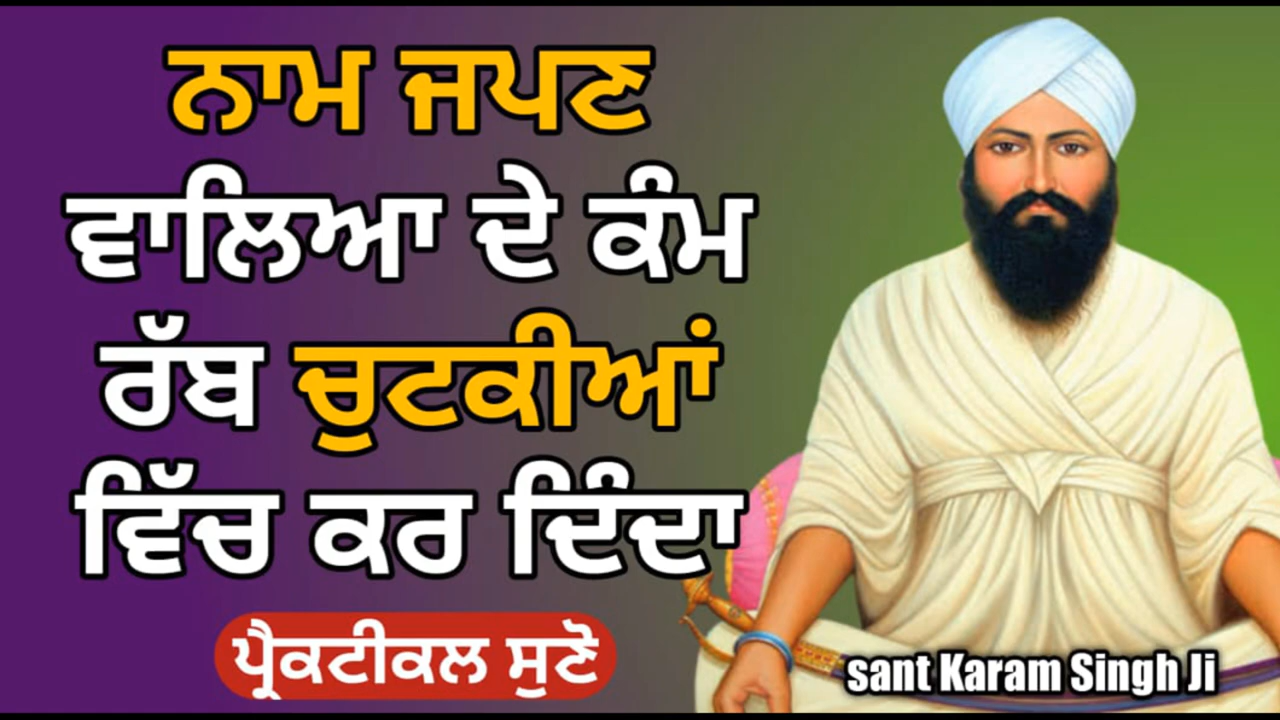 ਨਾਮ ਜਪਣ
ਵਾਲਿਆ ਦੇ ਕੰਮ
ਰੱਬ ਚੁਟਕੀਆਂ
ਵਿੱਚ ਕਰ ਦਿੰਦਾ
ਪ੍ਰੈਕਟੀਕਲ ਸੁਣੋ
sant Karam Singh Ji